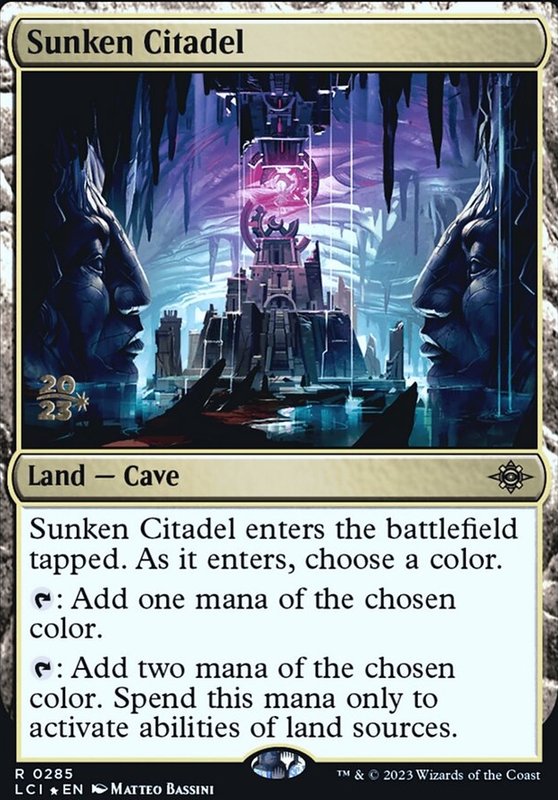 Sunken Citadel
20
23
Land — Cave
Sunken Citadel enters the battlefield
tapped. As it enters, choose a color.
: Add one mana of the chosen
color.
: Add two mana of the chosen
color. Spend this mana only to
activate abilities of land sources.
R 0285
LCI ★ EN Matteo Bassini
™ & © 2023 Wizards of the Coast